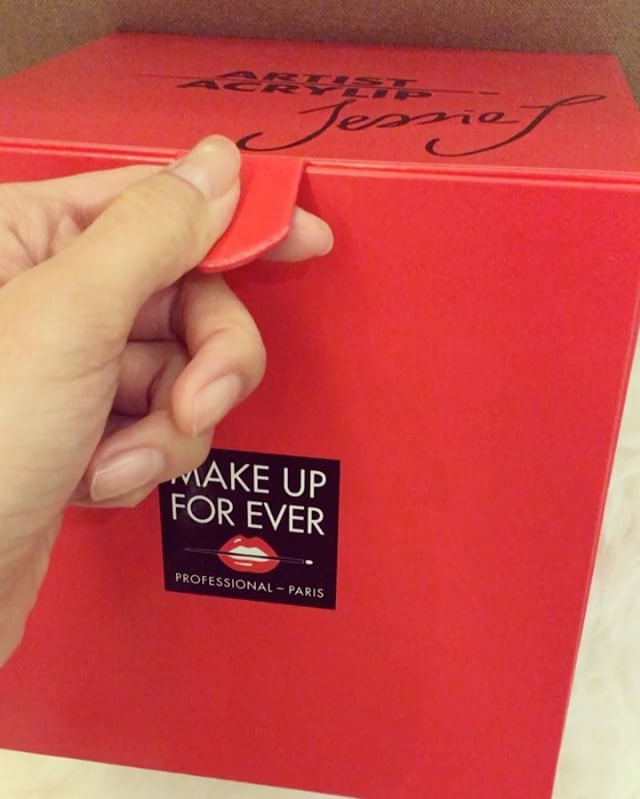 ARTIST
ACRYLIP
Jessie J
MAKE UP
FOR EVER
PROFESSIONAL – PARIS